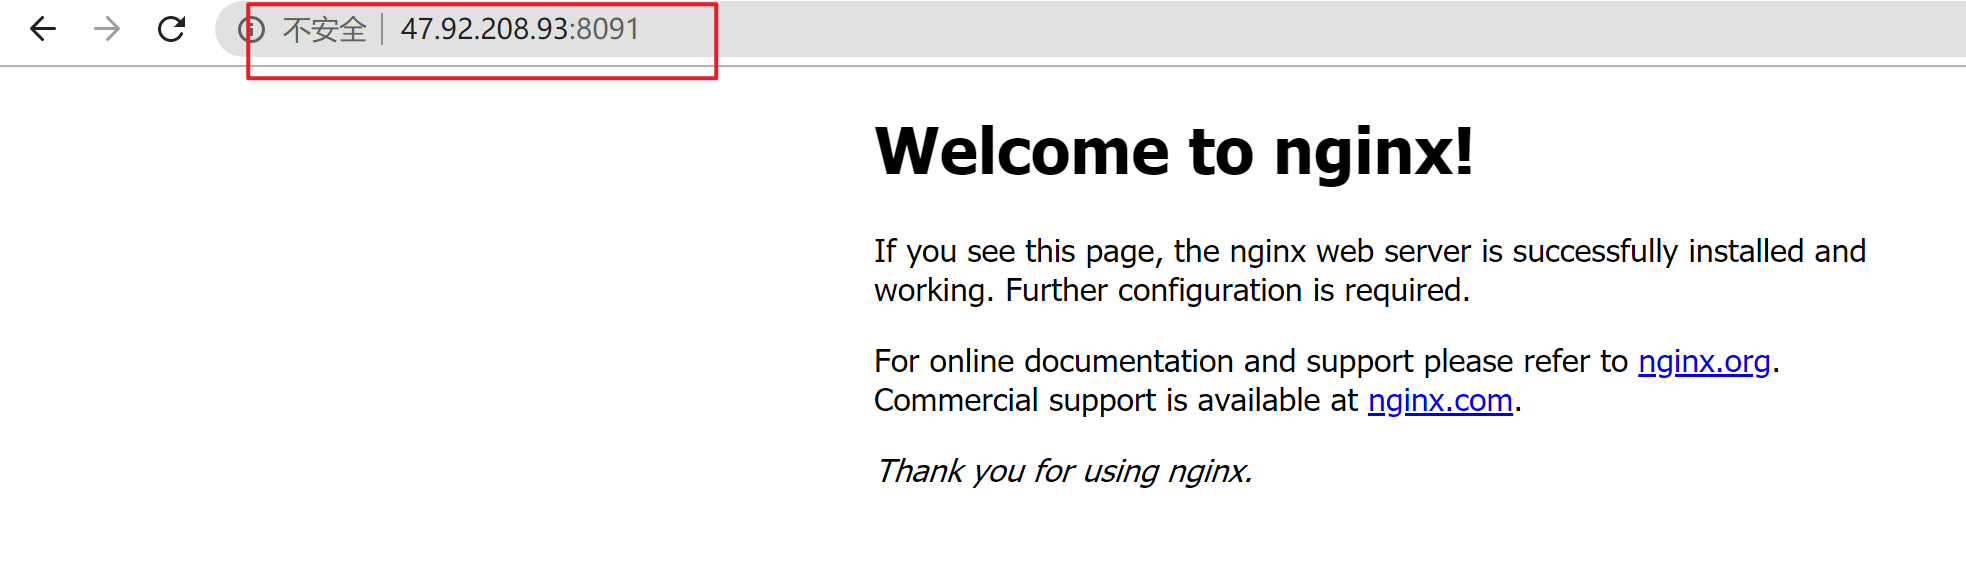 不安全 47.92.208.93:8091
Welcome to nginx!
If you see this page, the nginx web server is successfully installed and
working. Further configuration is required.
For online documentation and support please refer to nginx.org.
Commercial support is available at nginx.com.
Thank you for using nginx.